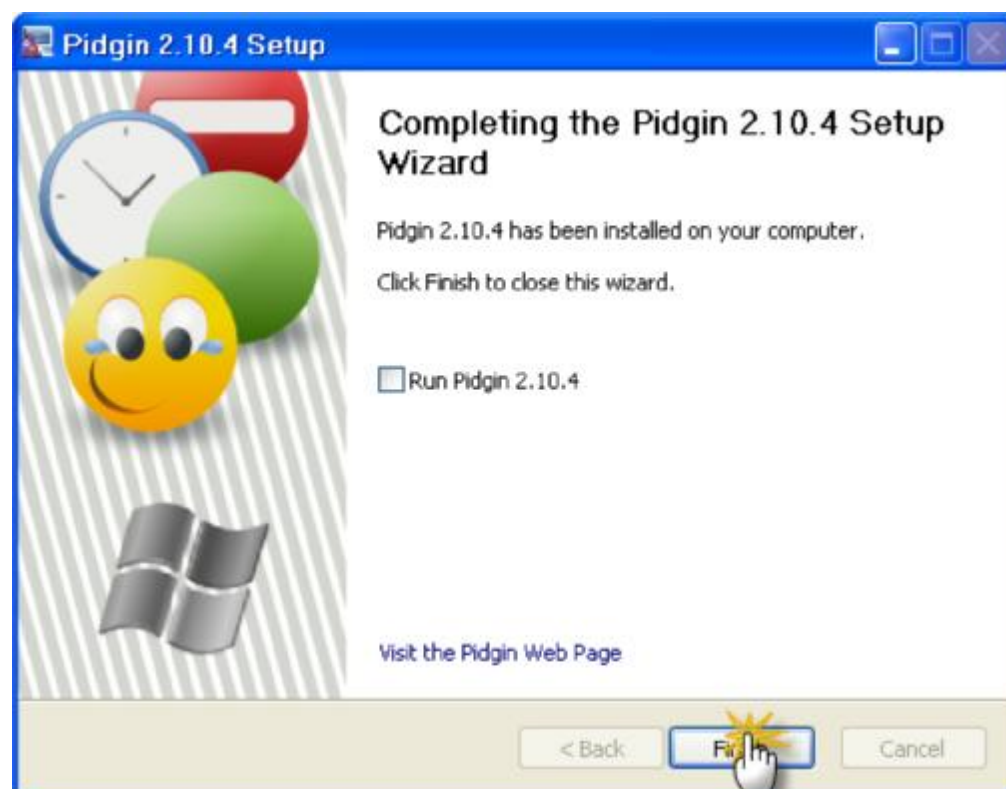 Pidgin 2.10.4 Setup
Completing the Pidgin 2.10.4 Setup
Wizard
Pidgin 2.10.4 has been installed on your computer.
Click Finish to close this wizard.
Run Pidgin 2.10.4
Visit the Pidgin Web Page
< Back
Cancel